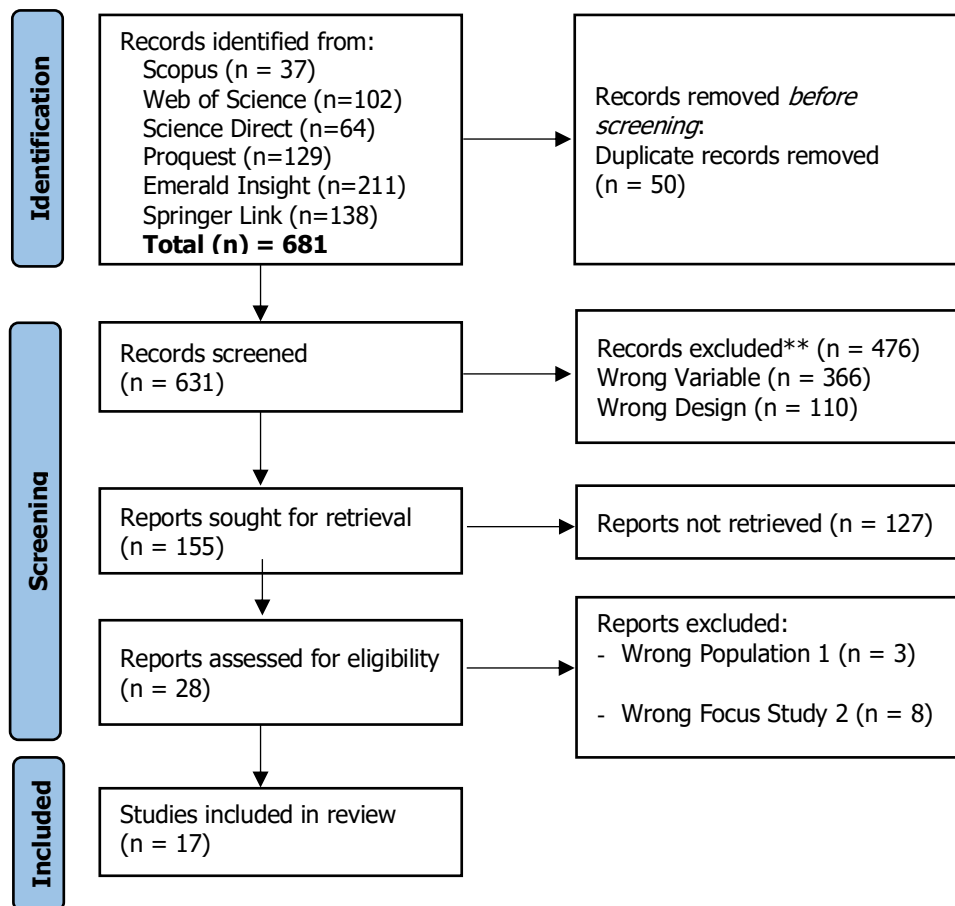 Identification
Records identified from:
Scopus (n = 37)
Web of Science (n=102)
Science Direct (n=64)
Proquest (n=129)
Emerald Insight (n=211)
Springer Link (n=138)
Total (n) = 681
Records removed before
screening:
Duplicate records removed
(n = 50)
Screening
Records screened
(n = 631)
Records excluded** (n = 476)
Wrong Variable (n = 366)
Wrong Design (n = 110)
Reports sought for retrieval
(n = 155)
Reports not retrieved (n = 127)
Reports assessed for eligibility
(n = 28)
Reports excluded:
- Wrong Population 1 (n = 3)
- Wrong Focus Study 2 (n = 8)
Included
Studies included in review
(n = 17)